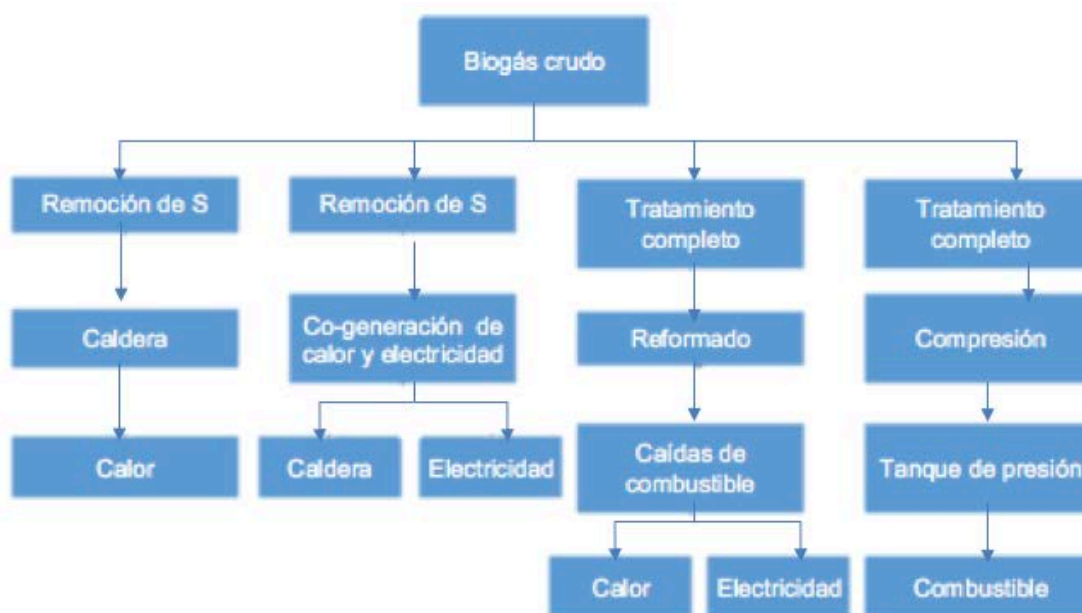 Biogás crudo
Remoción de S
Remoción de S
Tratamiento
completo
Tratamiento
completo
Caldera
Co-generación de
calor y electricidad
Reformado
Compresión
Calor
Caldera
Electricidad
Caídas de
combustible
Tanque de presión
Calor
Electricidad
Combustible